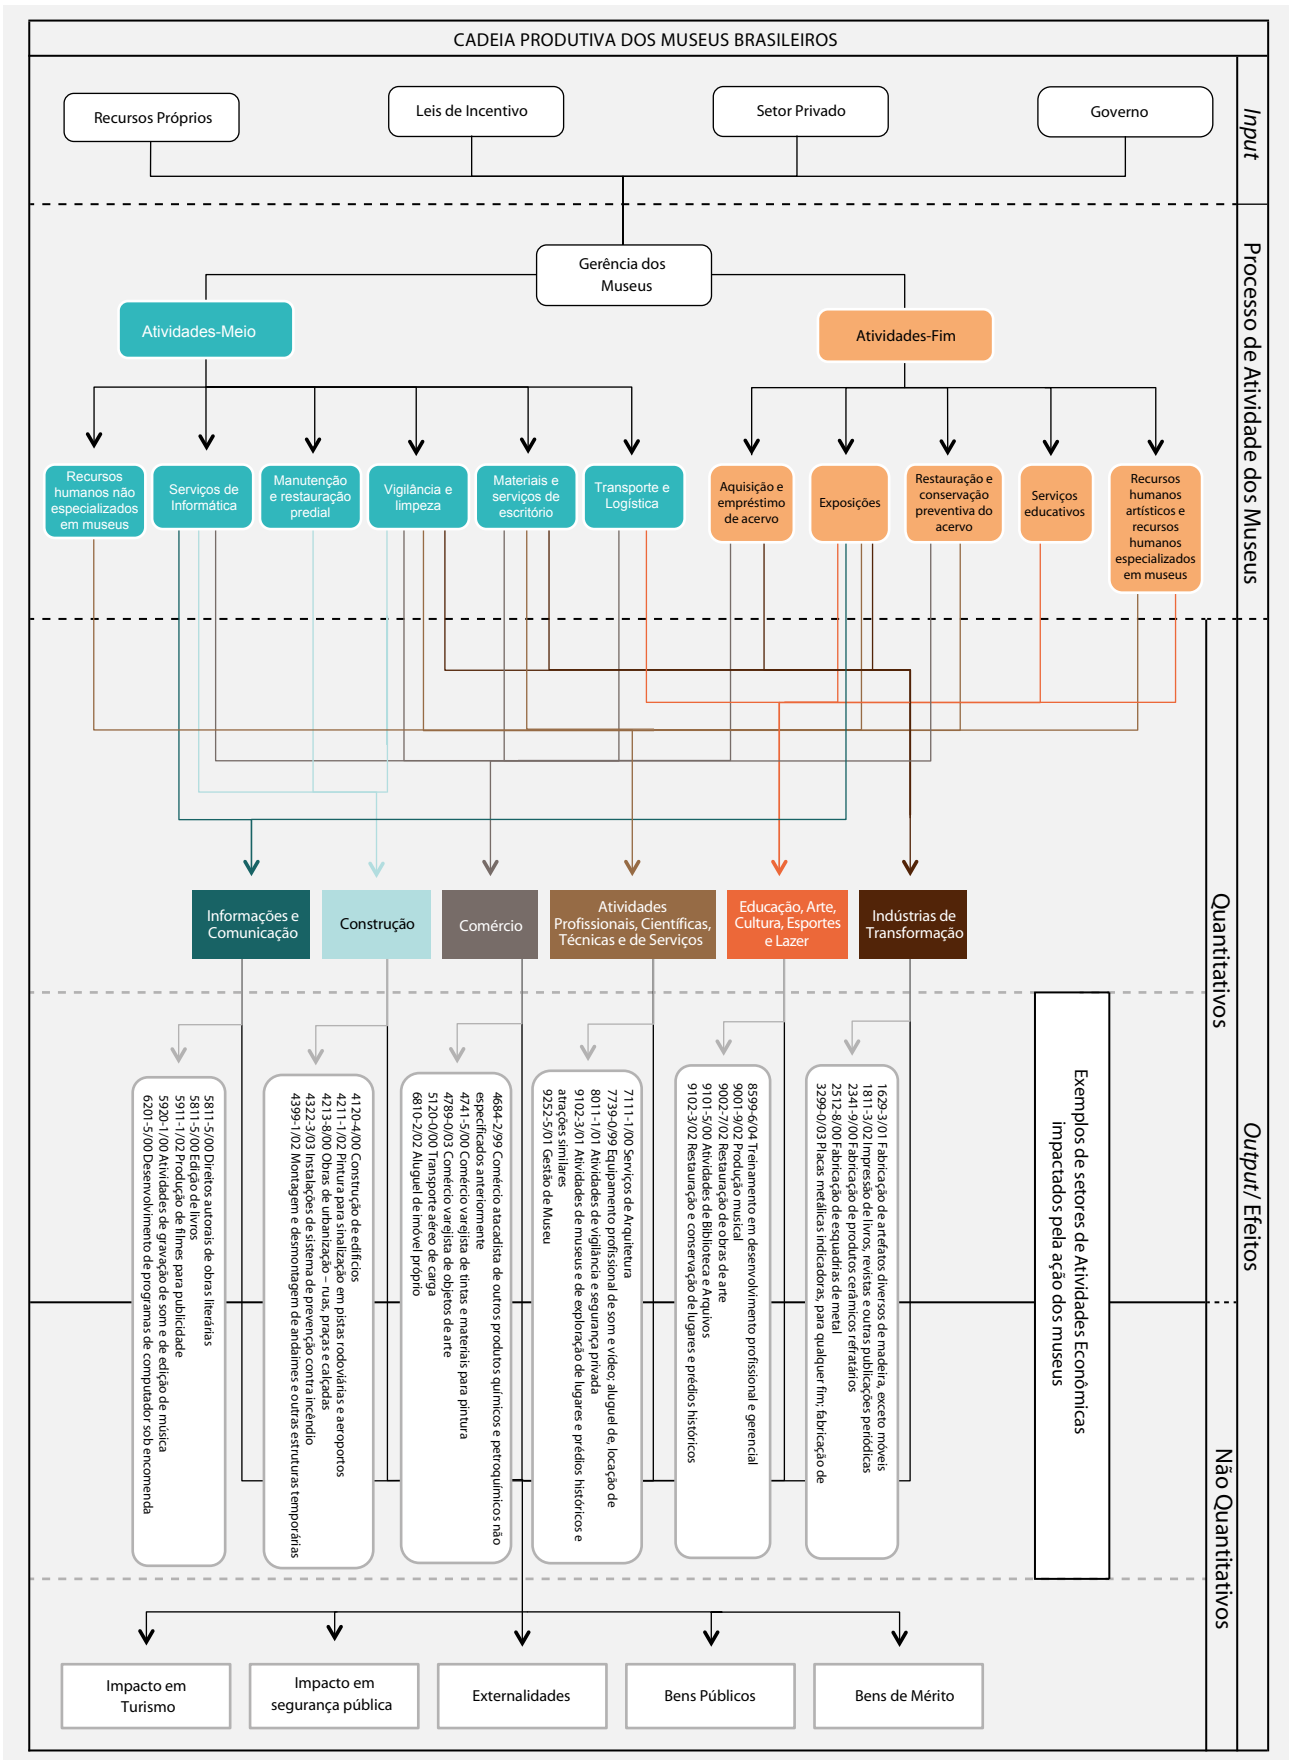 CADEIA PRODUTIVA DOS MUSEUS BRASILEIROS
Input
Recursos Próprios
Leis de Incentivo
Setor Privado
Governo
Processo de Atividade dos Museus
Gerência dos
Museus
Atividades-Meio
Atividades-Fim
Recursos
humanos não
especializados
em museus
Serviços de
Informática
Manutenção
e restauração
predial
Vigilância e
limpeza
Materiais e
serviços de
escritório
Transporte e
Logística
Aquisição e
empréstimo
de acervo
Exposições
Restauração e
conservação
preventiva do
acervo
Serviços
educativos
Recursos
humanos
artísticos e
recursos
humanos
especializados
em museus
Output/ Efeitos
Quantitativos
Informações e
Comunicação
Construção
Comércio
Atividades
Profissionais, Científicas,
Técnicas e de Serviços
Educação, Arte,
Cultura, Esportes
e Lazer
Indústrias de
Transformação
5811-5/00 Direitos autorais de obras literárias
5811-5/00 Edição de livros
5911-1/02 Produção de filmes para publicidade
5920-1/00 Atividades de gravação de som e de edição de música
6201-5/00 Desenvolvimento de programas de computador sob encomenda
4120-4/00 Construção de edifícios
4211-1/02 Pintura para sinalização em pistas rodoviárias e aeroportos
4213-8/00 Obras de urbanização – ruas, praças e calçadas
4322-3/03 Instalações de sistema de prevenção contra incêndio
4399-1/02 Montagem e desmontagem de andaimes e outras estruturas temporárias
4684-2/99 Comércio atacadista de outros produtos químicos e petroquímicos não
especificados anteriormente
4741-5/00 Comércio varejista de tintas e materiais para pintura
4789-0/03 Comércio varejista de objetos de arte
5120-0/00 Transporte aéreo de carga
6810-2/02 Aluguel de imóvel próprio
7111-1/00 Serviços de Arquitetura
7739-0/99 Equipamento profissional de som e vídeo; aluguel de, locação de
8011-1/01 Atividades de vigilância e segurança privada
9102-3/01 Atividades de museus e de exploração de lugares e prédios históricos e
atrações similares
9252-5/01 Gestão de Museu
8599-6/04 Treinamento em desenvolvimento profissional e gerencial
9001-9/02 Produção musical
9002-7/02 Restauração de obras de arte
9101-5/00 Atividades de Biblioteca e Arquivos
9102-3/02 Restauração e conservação de lugares e prédios históricos
1629-3/01 Fabricação de artefatos diversos de madeira, exceto móveis
1811-3/02 Impressão de livros, revistas e outras publicações periódicas
2341-9/00 Fabricação de produtos cerâmicos refratários
2512-8/00 Fabricação de esquadrias de metal
3299-0/03 Placas metálicas indicadoras, para qualquer fim; fabricação de
Exemplos de setores de Atividades Econômicas
impactados pela ação dos museus
Não Quantitativos
Impacto em
Turismo
Impacto em
segurança pública
Externalidades
Bens Públicos
Bens de Mérito